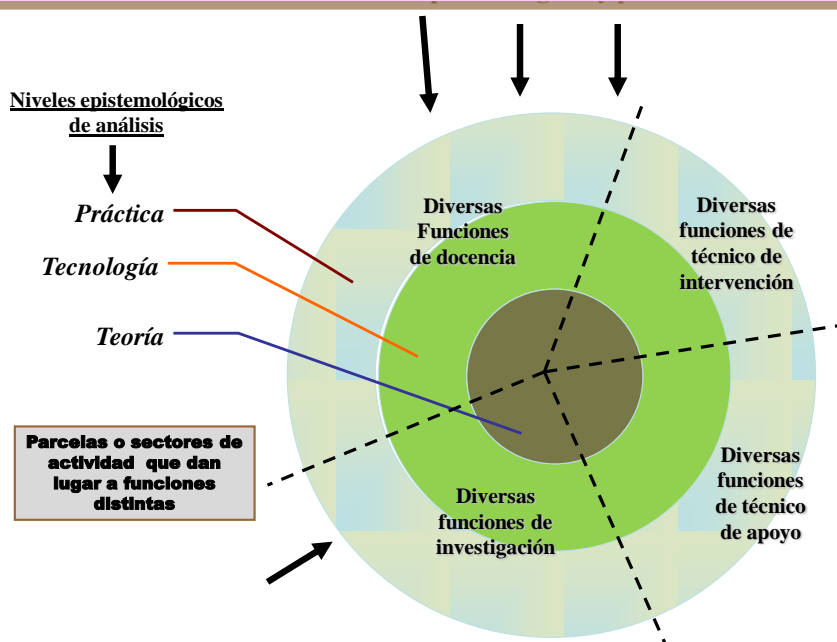 Niveles epistemológicos
de análisis
Práctica
Tecnología
Teoría
Parcelas o sectores de
actividad que dan
lugar a funciones
distintas
Diversas
Funciones
de docencia
Diversas
funciones de
técnico de
intervención
Diversas
funciones
de técnico
de apoyo
Diversas
funciones de
investigación